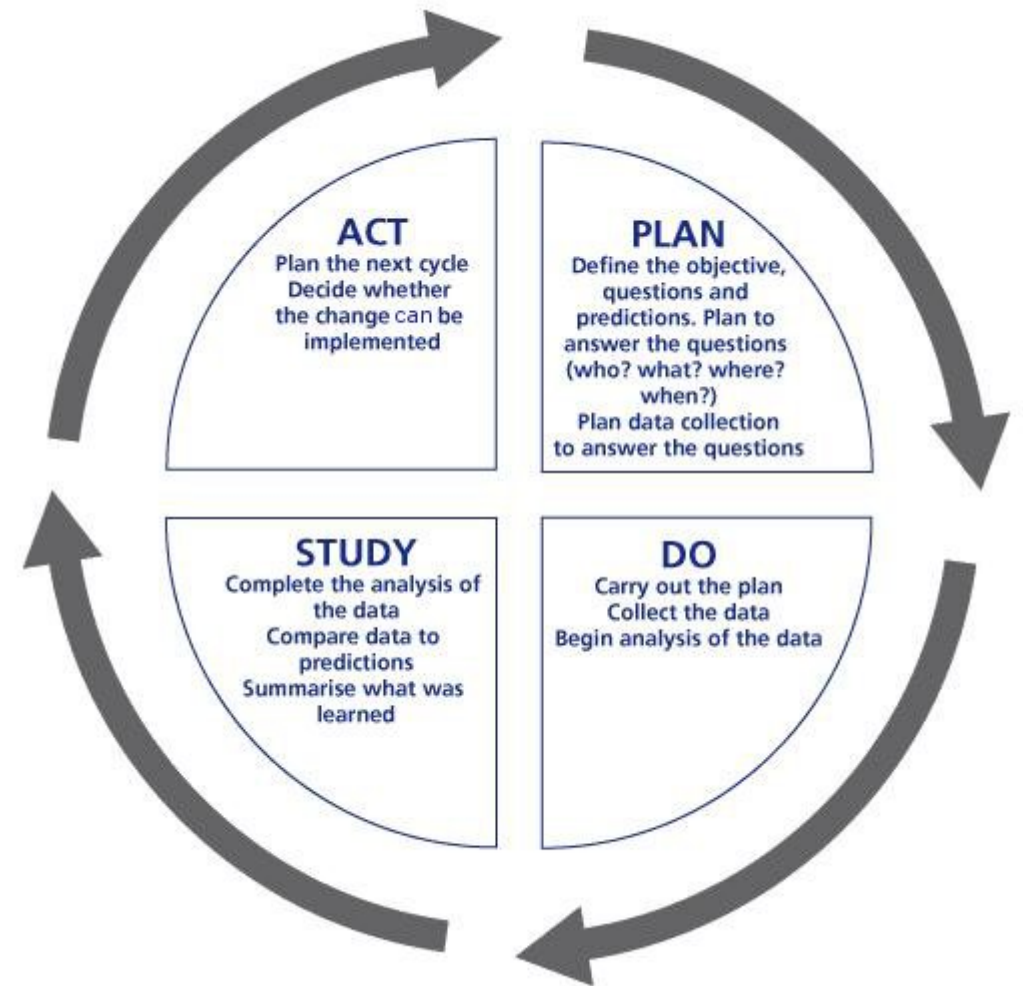 ACT
Plan the next cycle
Decide whether
the change can be
implemented
PLAN
Define the objective,
questions and
predictions. Plan to
answer the questions
(who? what? where?
when?)
Plan data collection
to answer the questions
STUDY
Complete the analysis of
the data
Compare data to
predictions
Summarise what was
learned
DO
Carry out the plan
Collect the data
Begin analysis of the data